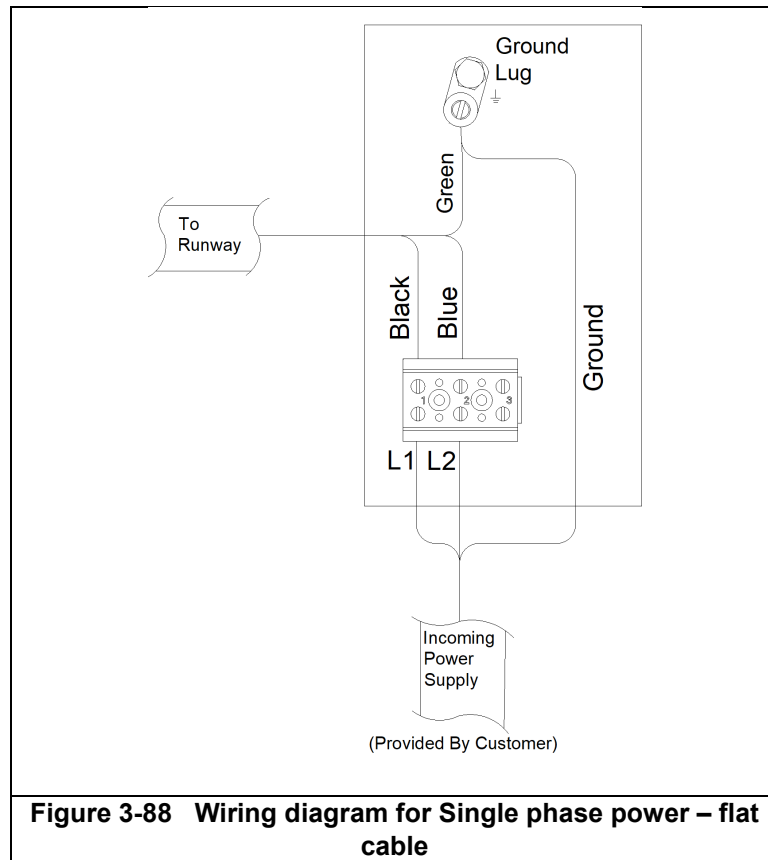 Ground
Lug
Green
To
Runway
Black
Blue
Ground
1 2 3
L1 L2
Incoming
Power
Supply
(Provided By Customer)
Figure 3-88 Wiring diagram for Single phase power – flat
cable